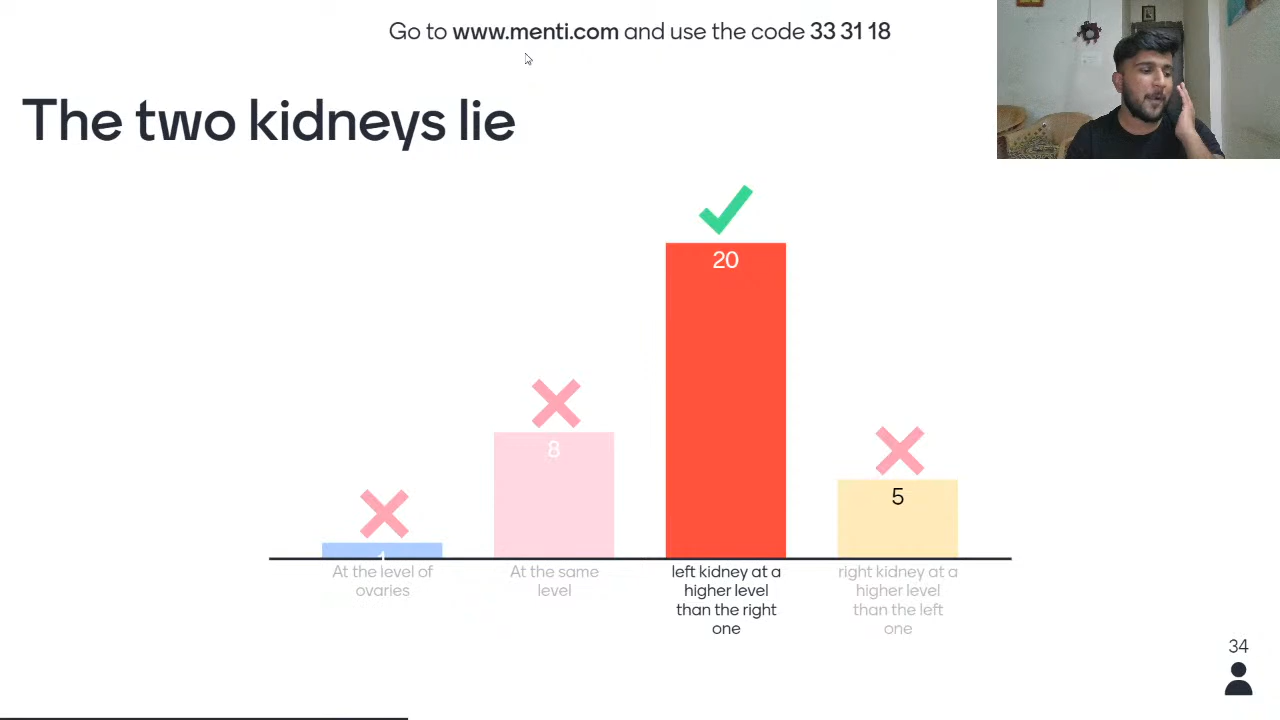 Go to www.menti.com and use the code 33 31 18
The two kidneys lie
20
8
5
1
At the level of
ovaries
At the same
level
left kidney at a
higher level
than the right
one
right kidney at a
higher level
than the left
one
34